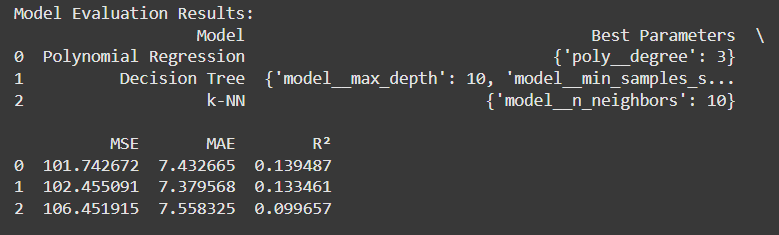 Model Evaluation Results:
Model Best Parameters \
0 Polynomial Regression {'poly__degree': 3}
1 Decision Tree {'model__max_depth': 10, 'model__min_samples_s...
2 k-NN {'model__n_neighbors': 10}
MSE MAE R²
0 101.742672 7.432665 0.139487
1 102.455091 7.379568 0.133461
2 106.451915 7.558325 0.099657